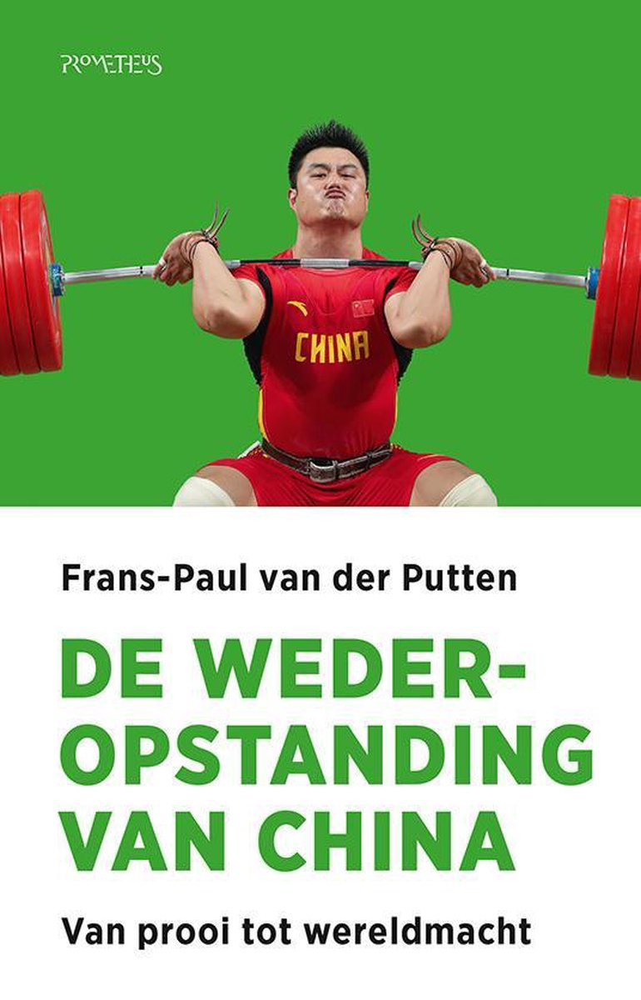 PROMETHEUS
CHINA
Frans-Paul van der Putten
DE WEDER-
OPSTANDING
VAN CHINA
Van prooi tot wereldmacht